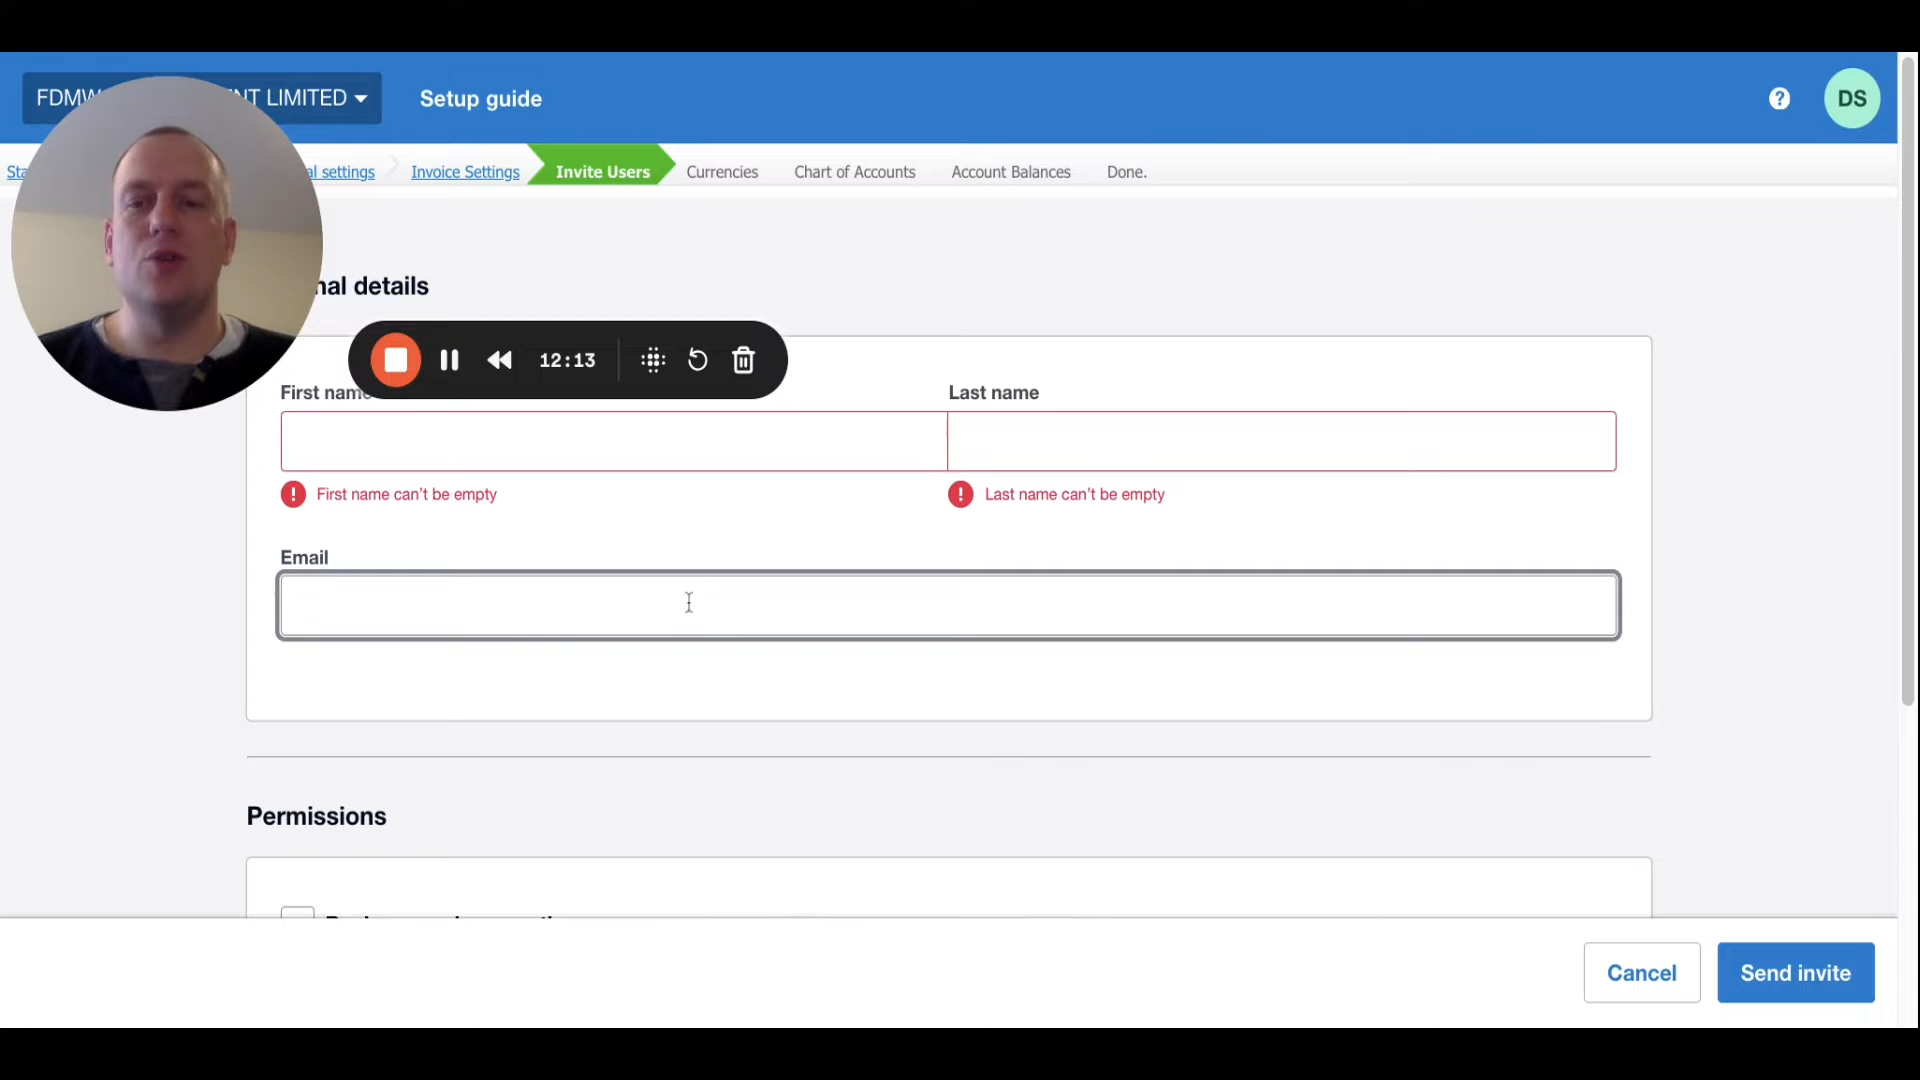 FDMW NT LIMITED
Setup guide
?
DS
Sta
al settings
Invoice Settings
Invite Users
Currencies
Chart of Accounts
Account Balances
Done.
nal details
12:13
First name
Last name
First name can't be empty
Last name can't be empty
Email
Permissions
Cancel
Send invite